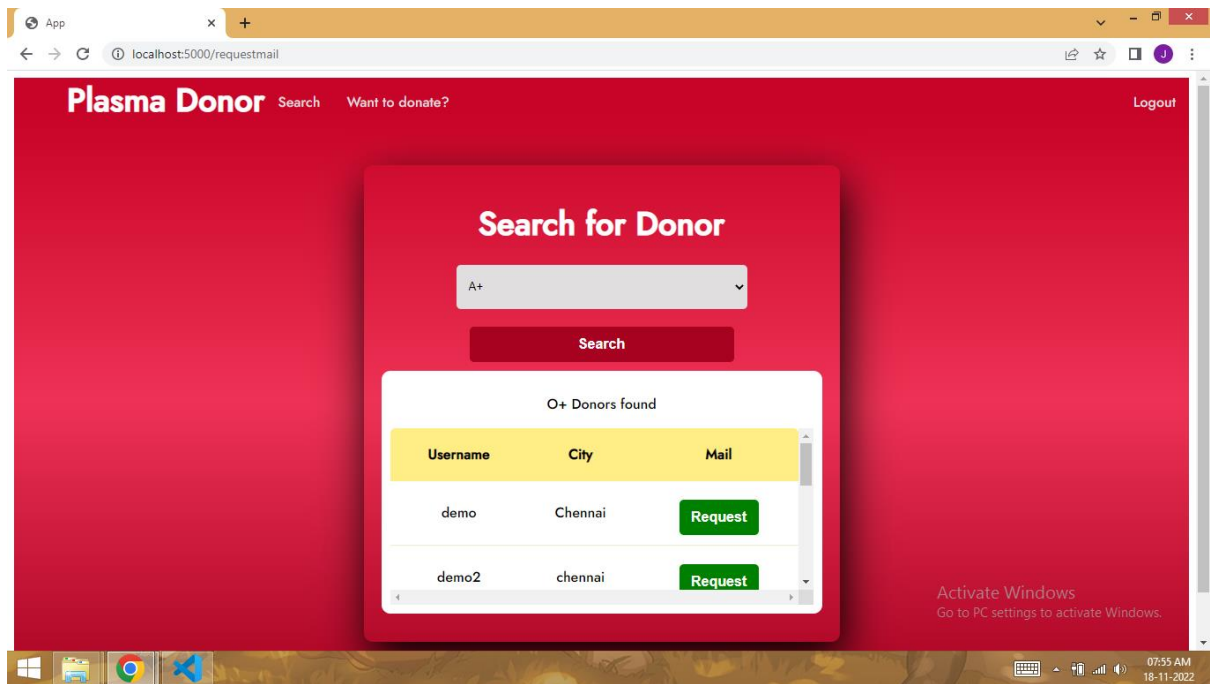 App
localhost:5000/requestmail
J
Plasma Donor Search Want to donate? Logout
Search for Donor
A+
Search
O+ Donors found
Username City Mail
demo Chennai Request
demo2 chennai Request
Activate Windows
Go to PC settings to activate Windows.
07:55 AM
18-11-2022